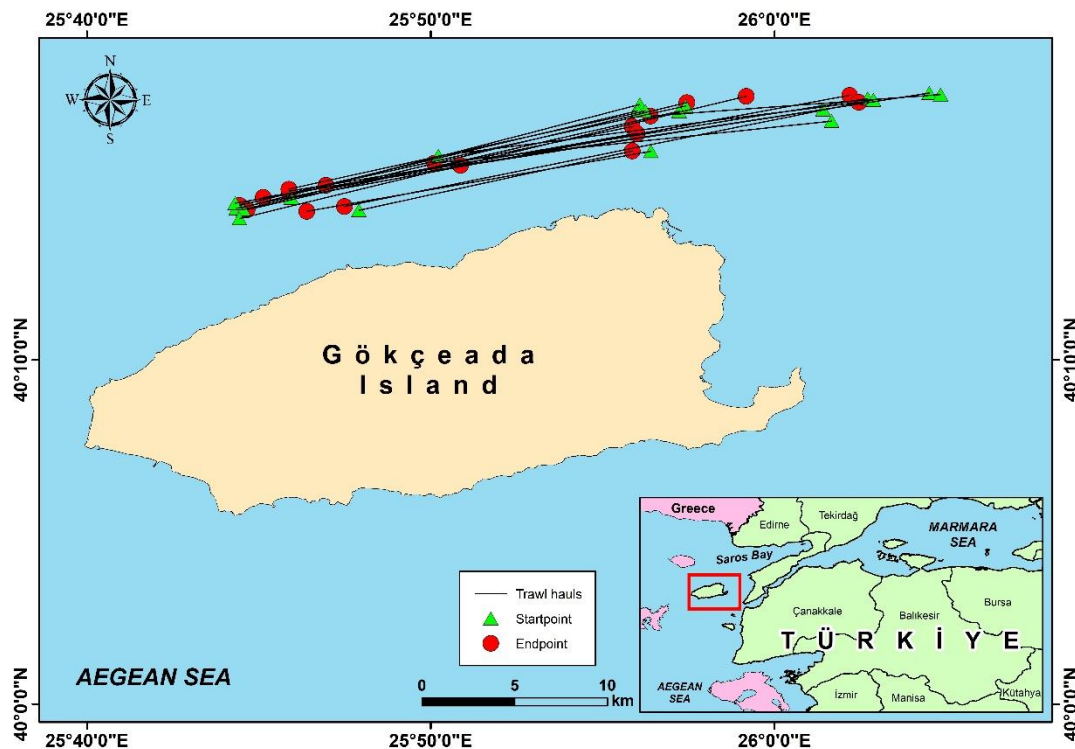 25°40'0"E
25°50'0"E
26°0'0"E
N
W
E
S
40°10'0"N
40°10'0"N
Gökçeada
Island
Greece
Edirne
Tekirdağ
MARMARA
SEA
Saros Bay
Çanakkale
Balıkesir
Bursa
TÜRKİYE
AEGEAN
SEA
İzmir
Manisa
Kütahya
Trawl hauls
Startpoint
Endpoint
AEGEAN SEA
0
5
10
km
40°0'0"N
40°0'0"N
25°40'0"E
25°50'0"E
26°0'0"E